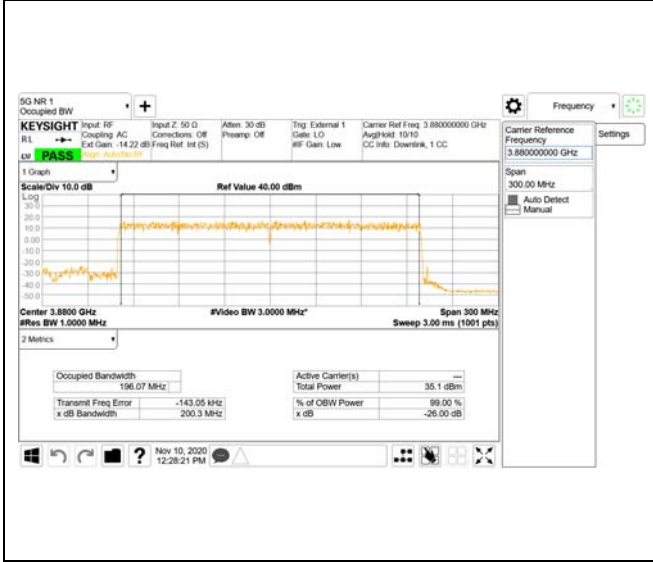 5G NR 1
Occupied BW
Frequency
KEYSIGHT
Input: RF
Coupling: AC
Ext Gain: -14.22 dB
Align: Auto/No RF
Input Z: 50 Ω
Corrections: Off
Freq Ref: Int (S)
Atten: 30 dB
Preamp: Off
Trig: External 1
Gate: LO
#IF Gain: Low
Carrier Ref Freq: 3.880000000 GHz
Avg|Hold: 10/10
CC Info: Downlink, 1 CC
R L
PASS
Carrier Reference
Frequency
3.880000000 GHz
Settings
Span
300.00 MHz
Auto Detect
Manual
1 Graph
Scale/Div 10.0 dB
Ref Value 40.00 dBm
Log
30.0
20.0
10.0
0.00
-10.0
-20.0
-30.0
-40.0
-50.0
Center 3.8800 GHz
#Video BW 3.0000 MHz*
Span 300 MHz
#Res BW 1.0000 MHz
Sweep 3.00 ms (1001 pts)
2 Metrics
Occupied Bandwidth
196.07 MHz
Transmit Freq Error -143.05 kHz
x dB Bandwidth 200.3 MHz
Active Carrier(s) ---
Total Power 35.1 dBm
% of OBW Power 99.00 %
x dB -26.00 dB
?
Nov 10, 2020
12:28:21 PM